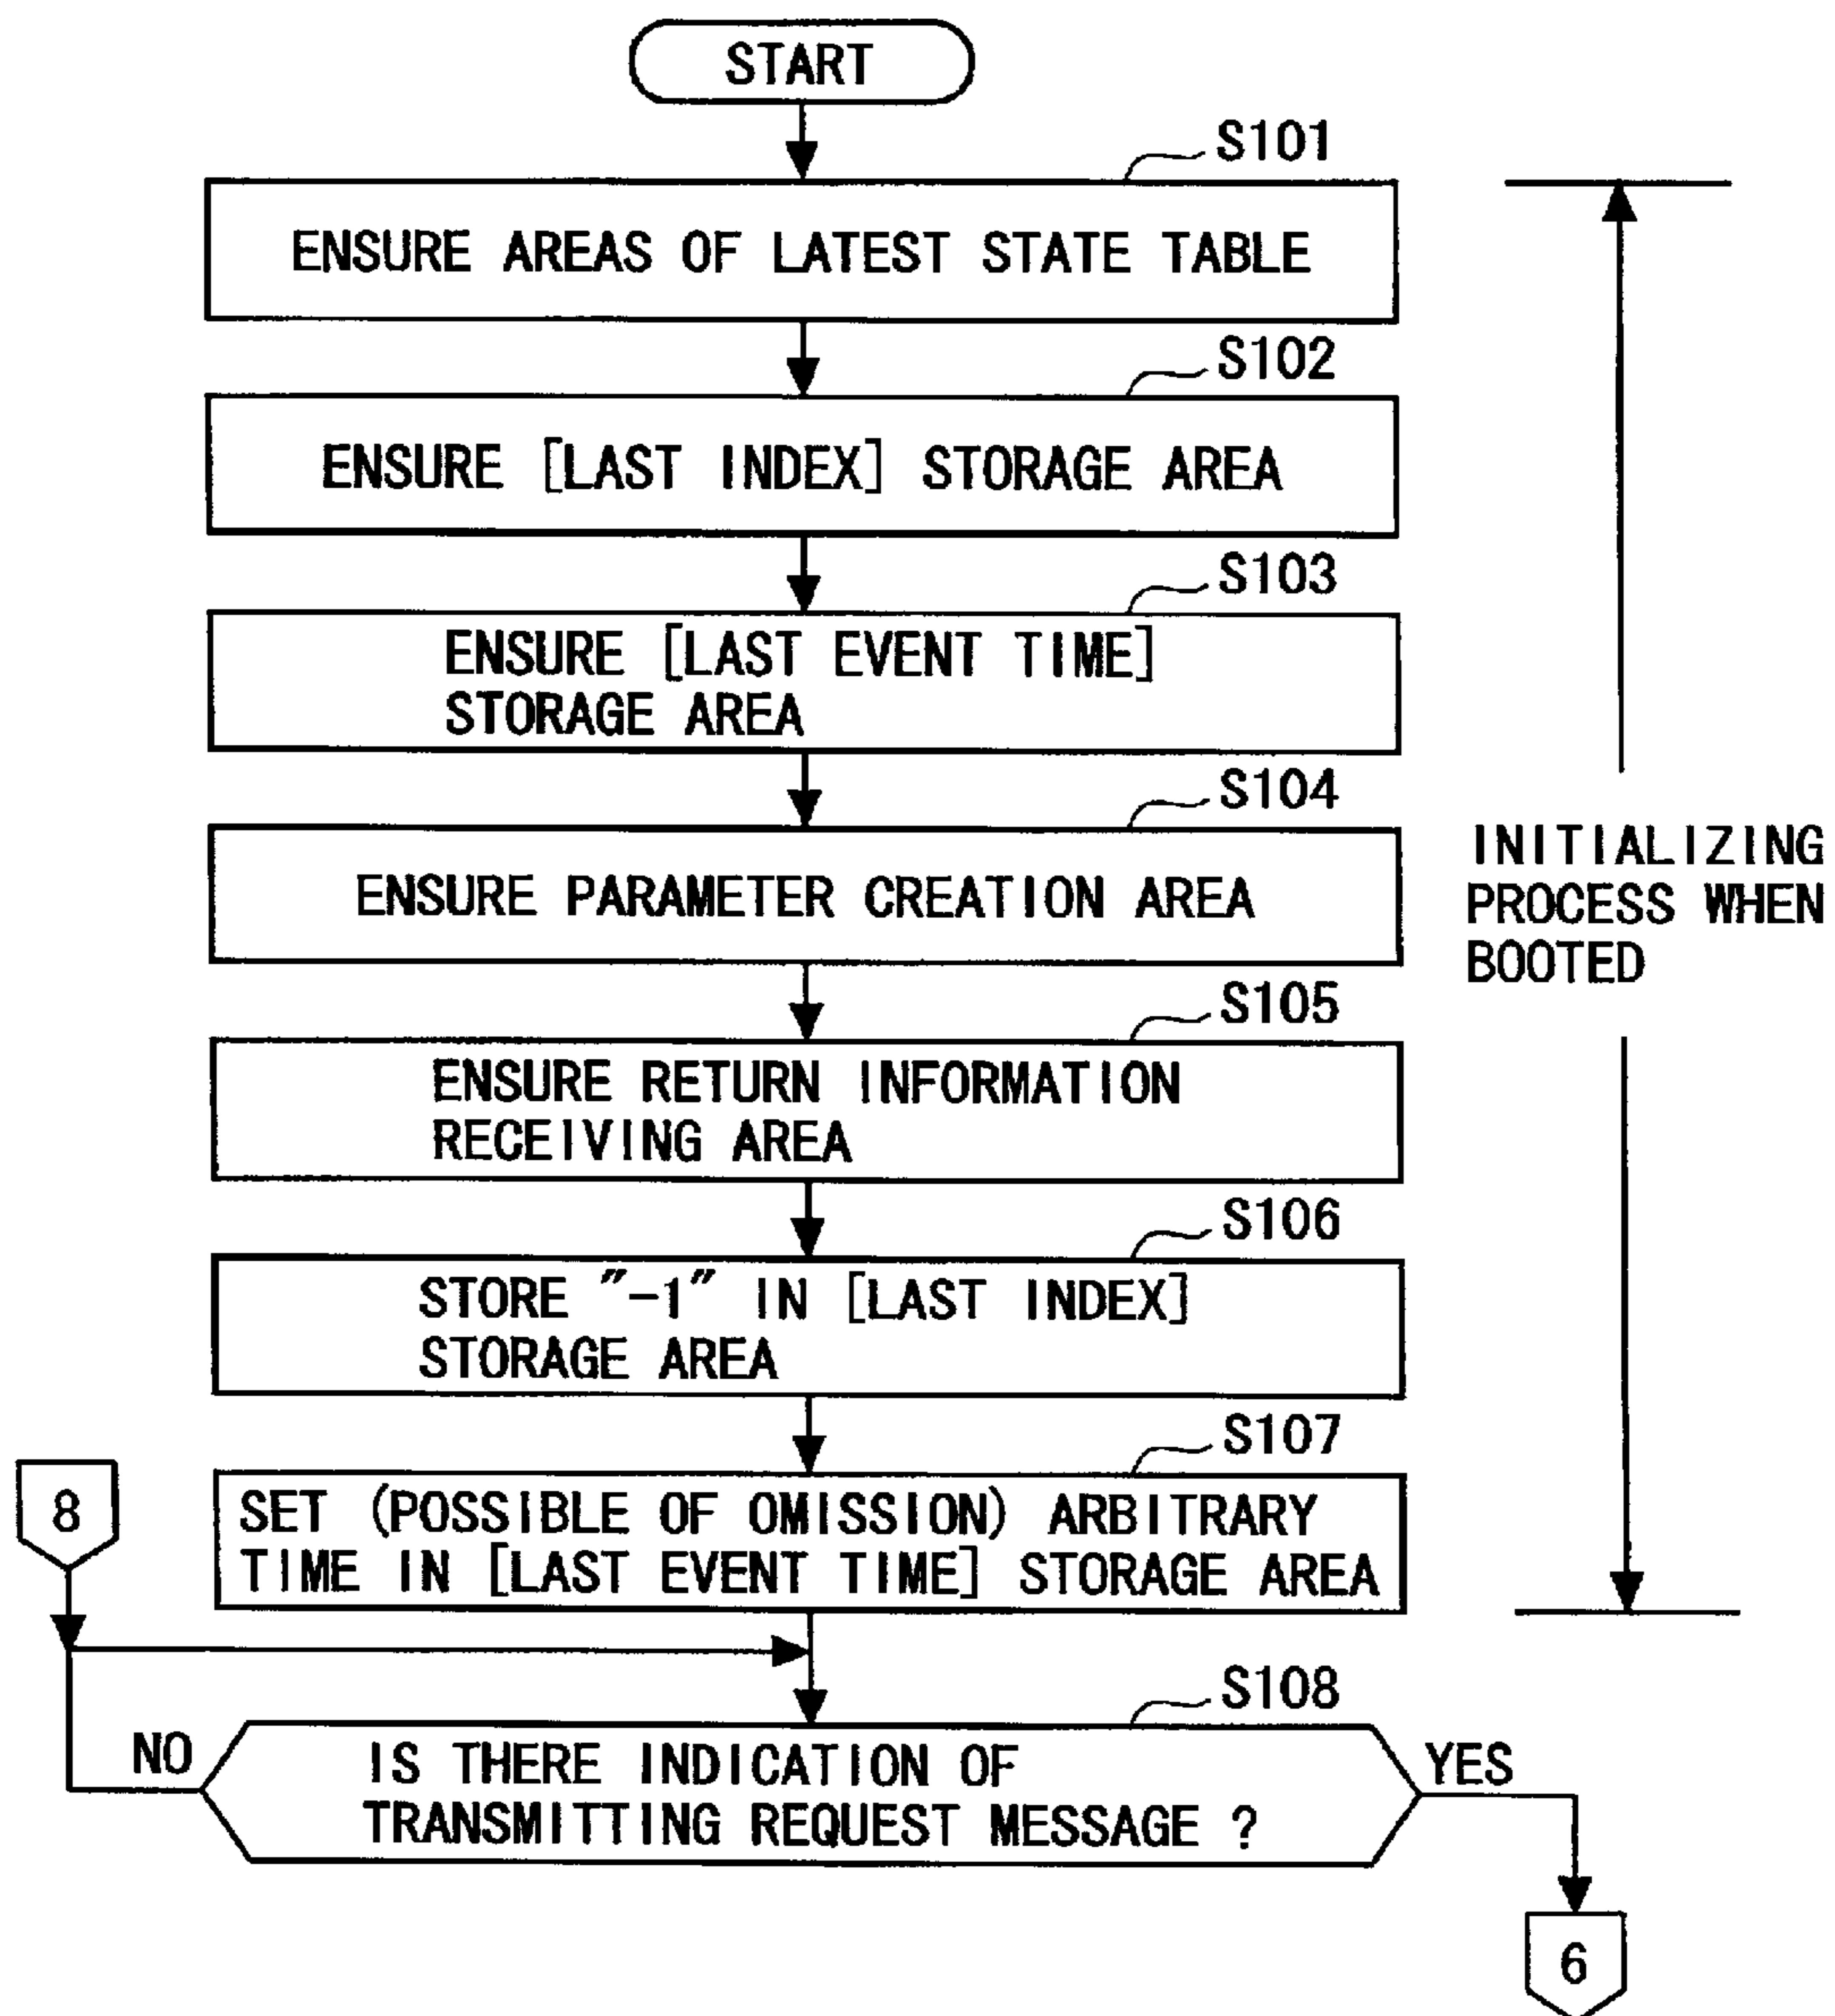 START
S101
ENSURE AREAS OF LATEST STATE TABLE
S102
ENSURE [LAST INDEX] STORAGE AREA
S103
ENSURE [LAST EVENT TIME]
STORAGE AREA
S104
ENSURE PARAMETER CREATION AREA
INITIALIZING
PROCESS WHEN
BOOTED
S105
ENSURE RETURN INFORMATION
RECEIVING AREA
S106
STORE "-1" IN [LAST INDEX]
STORAGE AREA
S107
8
SET (POSSIBLE OF OMISSION) ARBITRARY
TIME IN [LAST EVENT TIME] STORAGE AREA
S108
NO
IS THERE INDICATION OF
TRANSMITTING REQUEST MESSAGE ?
YES
6